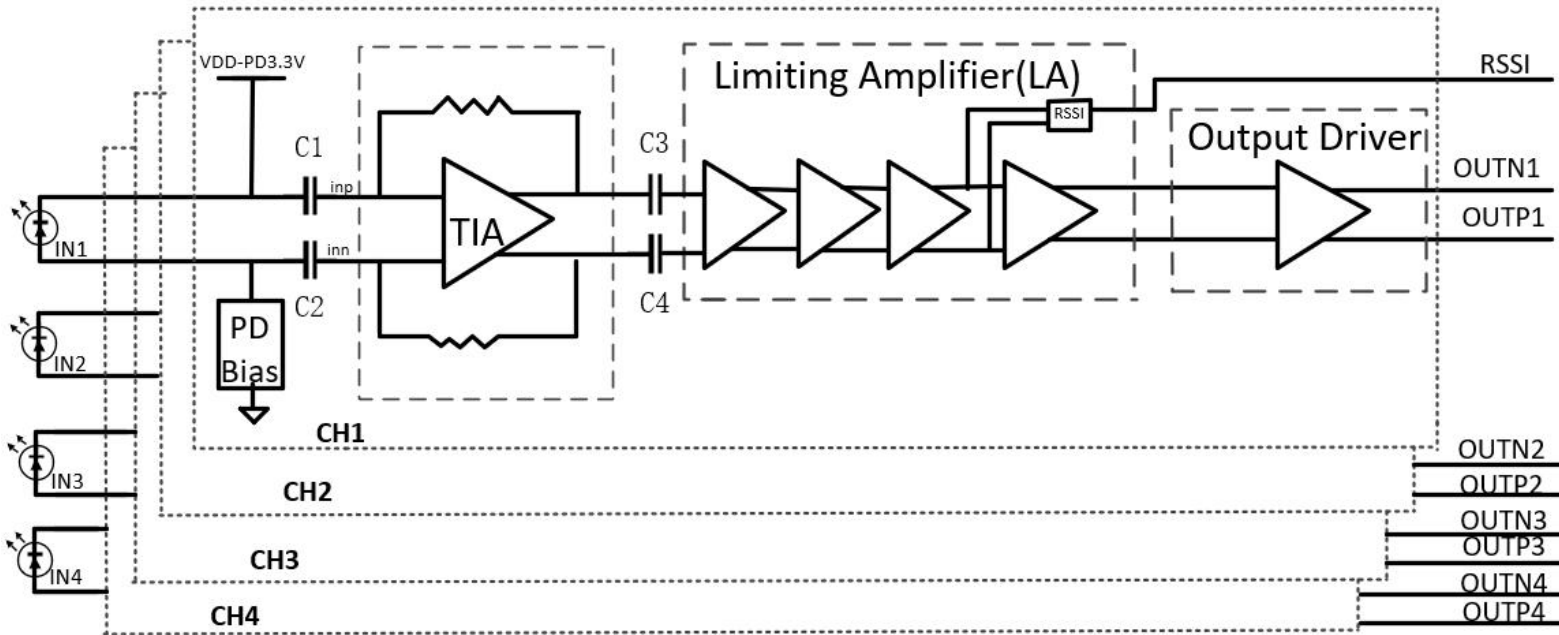 VDD-PD3.3V
Limiting Amplifier(LA)
RSSI
RSSI
Output Driver
C1
C3
inp
OUTN1
TIA
OUTP1
IN1
inn
C2
C4
PD
Bias
IN2
CH1
OUTN2
IN3
CH2
OUTP2
OUTN3
OUTP3
CH3
IN4
OUTN4
CH4
OUTP4